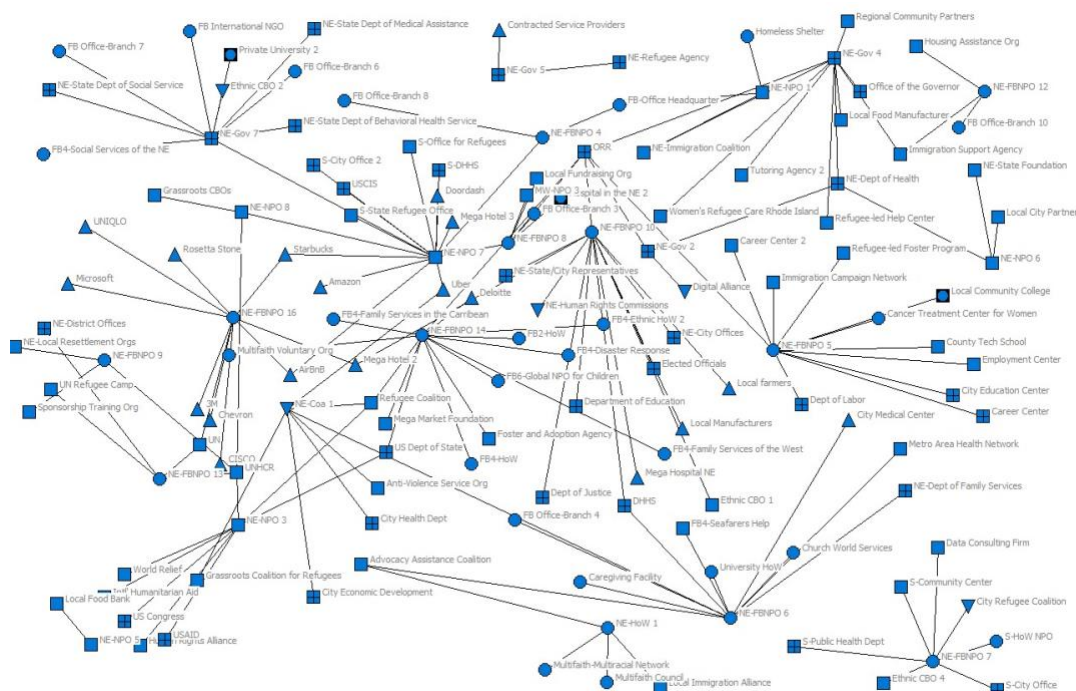 FB International NGO
NE-State Dept of Medical Assistance
Contracted Service Providers
Regional Community Partners
FB Office-Branch 7
Private University 2
Homeless Shelter
NE-Gov 4
Housing Assistance Org
FB Office-Branch 6
NE-Gov 5
NE-Refugee Agency
NE-State Dept of Social Service
Ethnic CBO 2
NE-NPO 1
Office of the Governor
NE-FBNPO 12
FB Office-Branch 8
FB-Office Headquarter
Local Food Manufacturer
FB Office-Branch 10
NE-State Dept of Behavioral Health Service
NE-Gov 7
NE-FBNPO 4
S-Office for Refugees
FB4-Social Services of the NE
ORR
NE-Immigration Coalition
Immigration Support Agency
S-City Office 2
S-DHHS
Local Fundraising Org
Tutoring Agency 2
NE-State Foundation
USCIS
Doordash
MW-NPO 3
spital in the NE 2
NE-Dept of Health
Grassroots CBOs
NE-NPO 8
S-State Refugee Office
Mega Hotel 3
FB Office-Branch 3
Women's Refugee Care Rhode Island
Refugee-led Help Center
Local City Partner
UNIQLO
NE-FBNPO 8
NE-FBNPO 10
NE-Gov 2
Career Center 2
Refugee-led Foster Program
Rosetta Stone
Starbucks
NE-NPO 7
NE-NPO 6
NE-State/City Representatives
Immigration Campaign Network
Microsoft
Amazon
Uber
Deloitte
Digital Alliance
Local Community College
NE-Human Rights Commissions
NE-FBNPO 16
FB4-Family Services in the Carribean
FB4-Ethnic HoW 2
Cancer Treatment Center for Women
NE-District Offices
NE-FBNPO 14
FB2-HoW
NE-City Offices
NE-Local Resettlement Orgs
Multifaith Voluntary Org
FB4-Disaster Response
NE-FBNPO 5
County Tech School
NE-FBNPO 9
Mega Hotel 2
Elected Officials
Employment Center
AirBnB
FB6-Global NPO for Children
UN Refugee Camp
Local farmers
City Education Center
Sponsorship Training Org
3M
NE-Coa 1
Refugee Coalition
Department of Education
Dept of Labor
Career Center
Chevron
Mega Market Foundation
Local Manufacturers
City Medical Center
UN
Foster and Adoption Agency
US Dept of State
FB4-Family Services of the West
Metro Area Health Network
CISCO
FB4-HoW
UNHCR
NE-FBNPO 13
Mega Hospital NE
Anti-Violence Service Org
NE-Dept of Family Services
Dept of Justice
DHHS
Ethnic CBO 1
NE-NPO 3
City Health Dept
FB Office-Branch 4
FB4-Seafarers Help
Data Consulting Firm
Church World Services
Advocacy Assistance Coalition
World Relief
Grassroots Coalition for Refugees
Caregiving Facility
University HoW
S-Community Center
Humanitarian Aid
City Economic Development
Local Food Bank
City Refugee Coalition
US Congress
NE-FBNPO 6
NE-HoW 1
USAID
NE-NPO 5
Rights Alliance
S-Public Health Dept
S-HoW NPO
NE-FBNPO 7
Multifaith-Multiracial Network
Multifaith Council
Local Immigration Alliance
Ethnic CBO 4
S-City Office